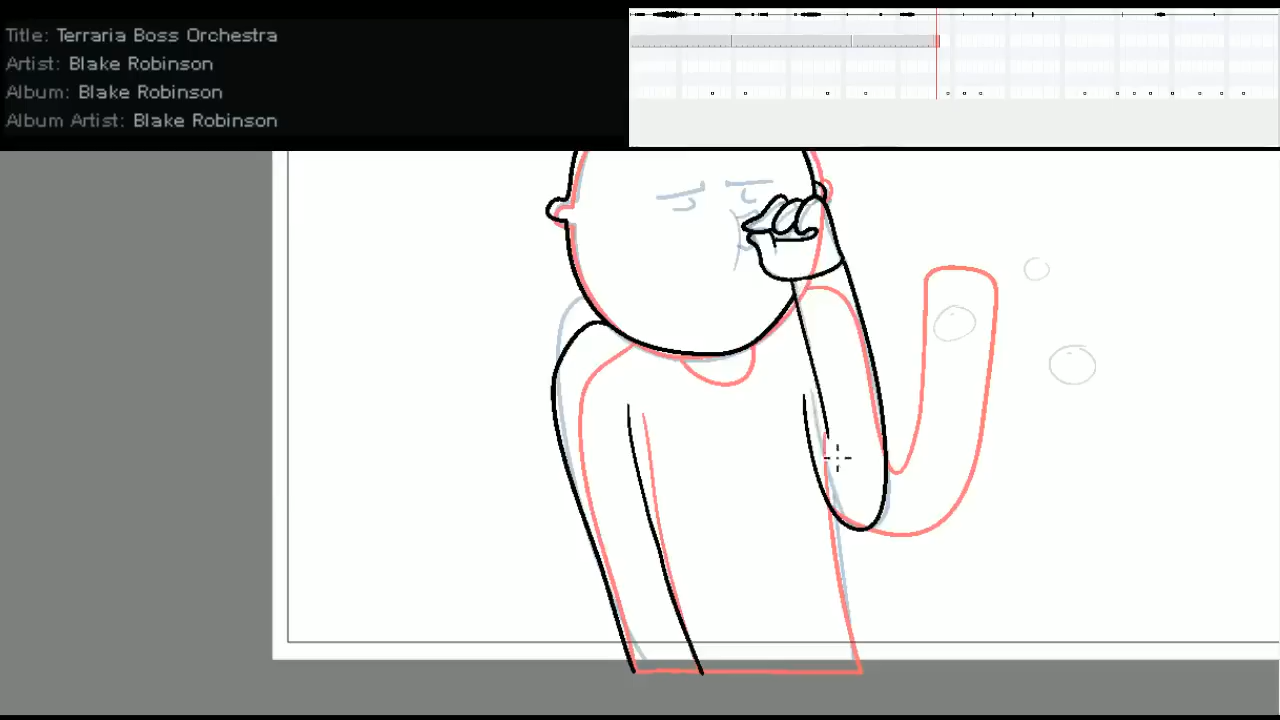 Title: Terraria Boss Orchestra
Artist: Blake Robinson
Album: Blake Robinson
Album Artist: Blake Robinson